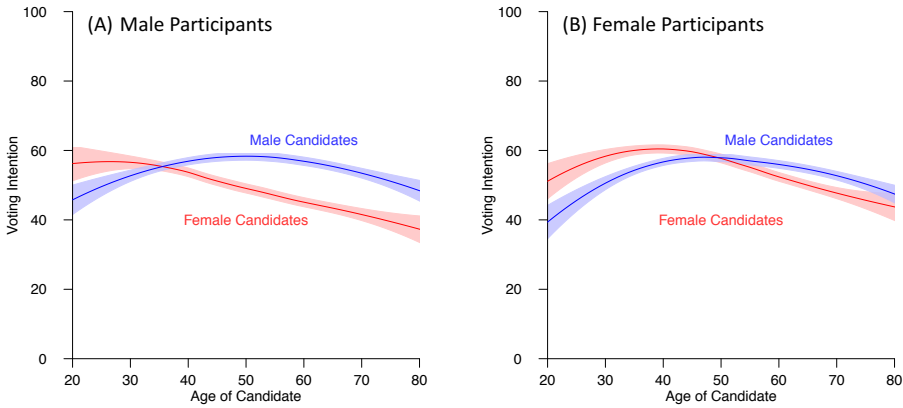 (A) Male Participants
100
80
60
40
20
0
Voting Intention
Male Candidates
Female Candidates
20 30 40 50 60 70 80
Age of Candidate
(B) Female Participants
100
80
60
40
20
0
Voting Intention
Male Candidates
Female Candidates
20 30 40 50 60 70 80
Age of Candidate